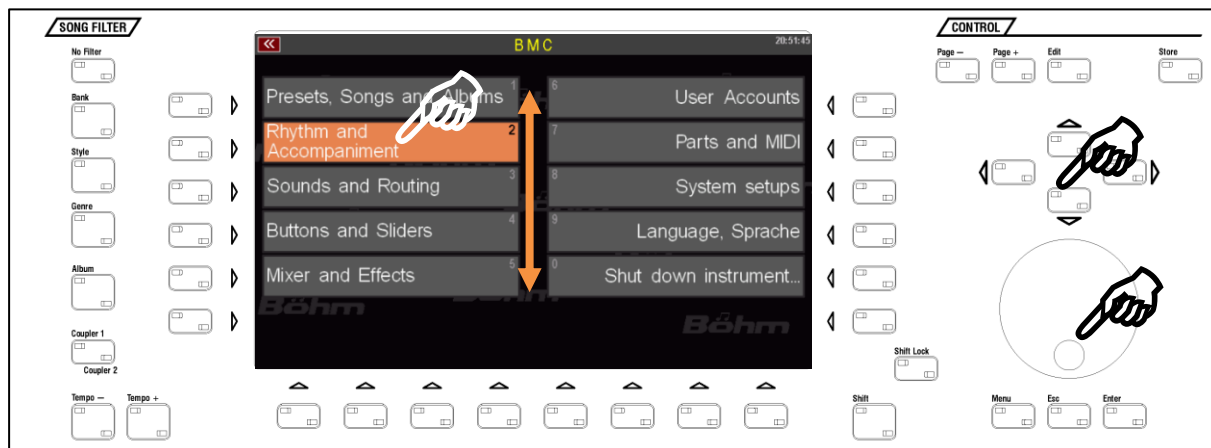 SONG FILTER
CONTROL
No Filter
Bank
Style
Genre
Album
Coupler 1
Coupler 2
Tempo –
Tempo +
BMC
20:51:45
Presets, Songs and Albums
1
Rhythm and
Accompaniment
2
Sounds and Routing
3
Buttons and Sliders
4
Mixer and Effects
5
6
User Accounts
7
Parts and MIDI
8
System setups
9
Language, Sprache
0
Shut down instrument...
Böhm
Böhm
Page –
Page +
Edit
Store
Shift Lock
Shift
Menu
Esc
Enter